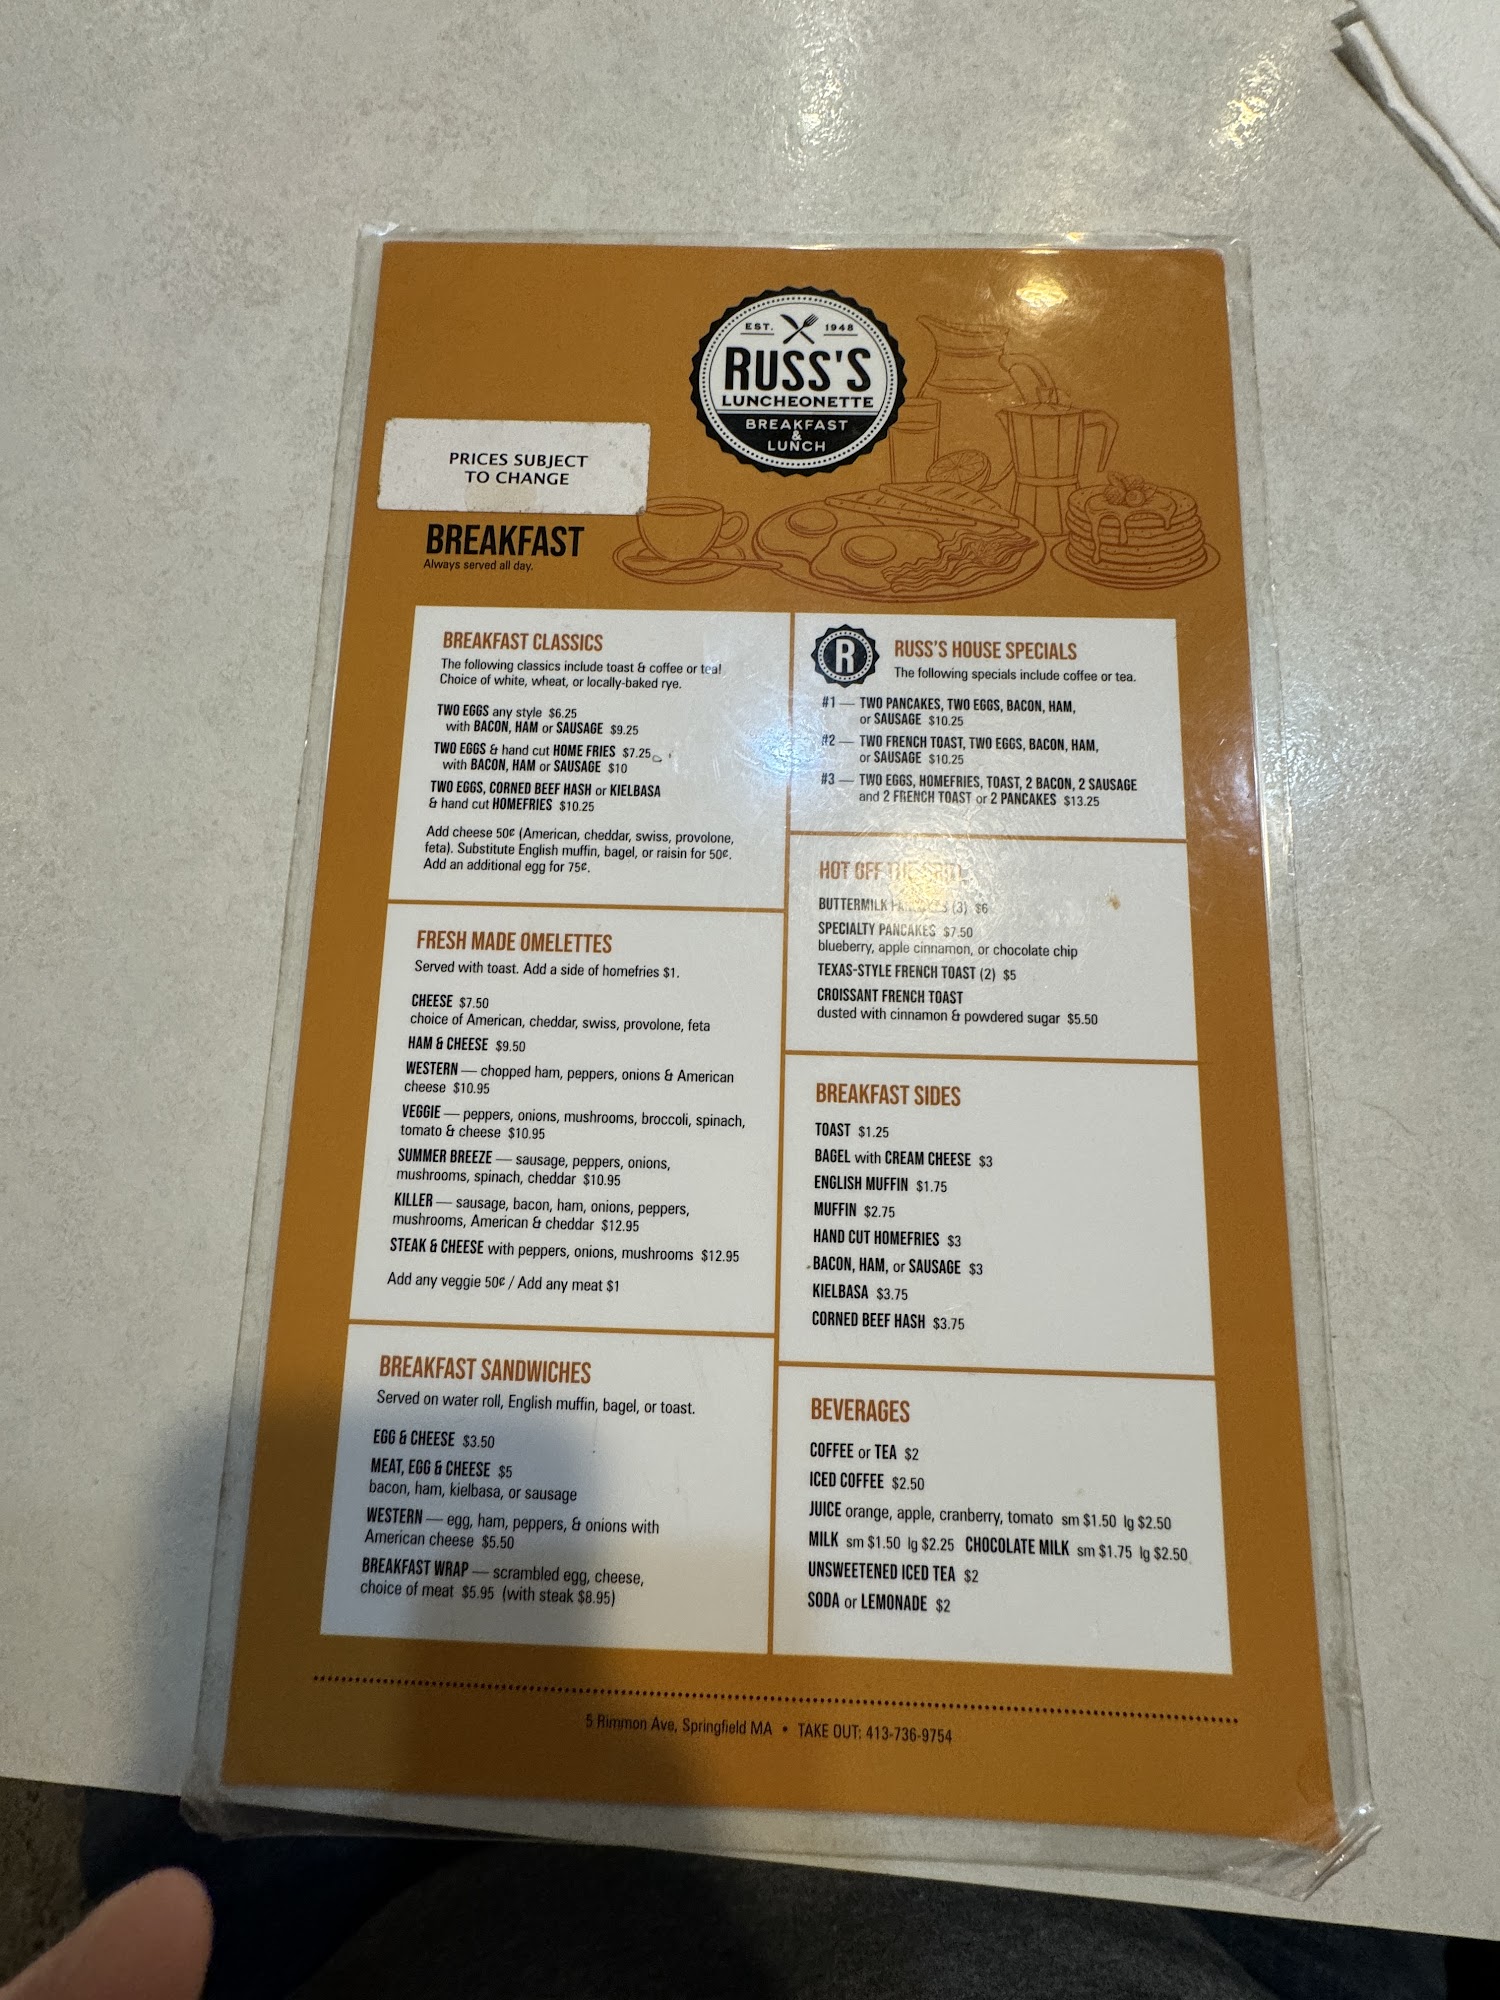 EST. 1948
RUSS'S
LUNCHEONETTE
BREAKFAST
&
LUNCH
PRICES SUBJECT
TO CHANGE
BREAKFAST
Always served all day.
BREAKFAST CLASSICS
The following classics include toast & coffee or tea!
Choice of white, wheat, or locally-baked rye.
TWO EGGS any style $6.25
with BACON, HAM or SAUSAGE $9.25
TWO EGGS & hand cut HOME FRIES $7.25
with BACON, HAM or SAUSAGE $10
TWO EGGS, CORNED BEEF HASH or KIELBASA
& hand cut HOMEFRIES $10.25
Add cheese 50¢ (American, cheddar, swiss, provolone,
feta). Substitute English muffin, bagel, or raisin for 50¢.
Add an additional egg for 75¢.
FRESH MADE OMELETTES
Served with toast. Add a side of homefries $1.
CHEESE $7.50
choice of American, cheddar, swiss, provolone, feta
HAM & CHEESE $9.50
WESTERN — chopped ham, peppers, onions & American
cheese $10.95
VEGGIE — peppers, onions, mushrooms, broccoli, spinach,
tomato & cheese $10.95
SUMMER BREEZE — sausage, peppers, onions,
mushrooms, spinach, cheddar $10.95
KILLER — sausage, bacon, ham, onions, peppers,
mushrooms, American & cheddar $12.95
STEAK & CHEESE with peppers, onions, mushrooms $12.95
Add any veggie 50¢ / Add any meat $1
BREAKFAST SANDWICHES
Served on water roll, English muffin, bagel, or toast.
EGG & CHEESE $3.50
MEAT, EGG & CHEESE $5
bacon, ham, kielbasa, or sausage
WESTERN — egg, ham, peppers, & onions with
American cheese $5.50
BREAKFAST WRAP — scrambled egg, cheese,
choice of meat $5.95 (with steak $8.95)
R
RUSS'S HOUSE SPECIALS
The following specials include coffee or tea.
#1 — TWO PANCAKES, TWO EGGS, BACON, HAM,
or SAUSAGE $10.25
#2 — TWO FRENCH TOAST, TWO EGGS, BACON, HAM,
or SAUSAGE $10.25
#3 — TWO EGGS, HOMEFRIES, TOAST, 2 BACON, 2 SAUSAGE
and 2 FRENCH TOAST or 2 PANCAKES $13.25
HOT OFF THE GRILL
BUTTERMILK PANCAKES (3) $6
SPECIALTY PANCAKES $7.50
blueberry, apple cinnamon, or chocolate chip
TEXAS-STYLE FRENCH TOAST (2) $5
CROISSANT FRENCH TOAST
dusted with cinnamon & powdered sugar $5.50
BREAKFAST SIDES
TOAST $1.25
BAGEL with CREAM CHEESE $3
ENGLISH MUFFIN $1.75
MUFFIN $2.75
HAND CUT HOMEFRIES $3
BACON, HAM, or SAUSAGE $3
KIELBASA $3.75
CORNED BEEF HASH $3.75
BEVERAGES
COFFEE or TEA $2
ICED COFFEE $2.50
JUICE orange, apple, cranberry, tomato sm $1.50 lg $2.50
MILK sm $1.50 lg $2.25 CHOCOLATE MILK sm $1.75 lg $2.50
UNSWEETENED ICED TEA $2
SODA or LEMONADE $2
5 Rimmon Ave, Springfield MA • TAKE OUT: 413-736-9754